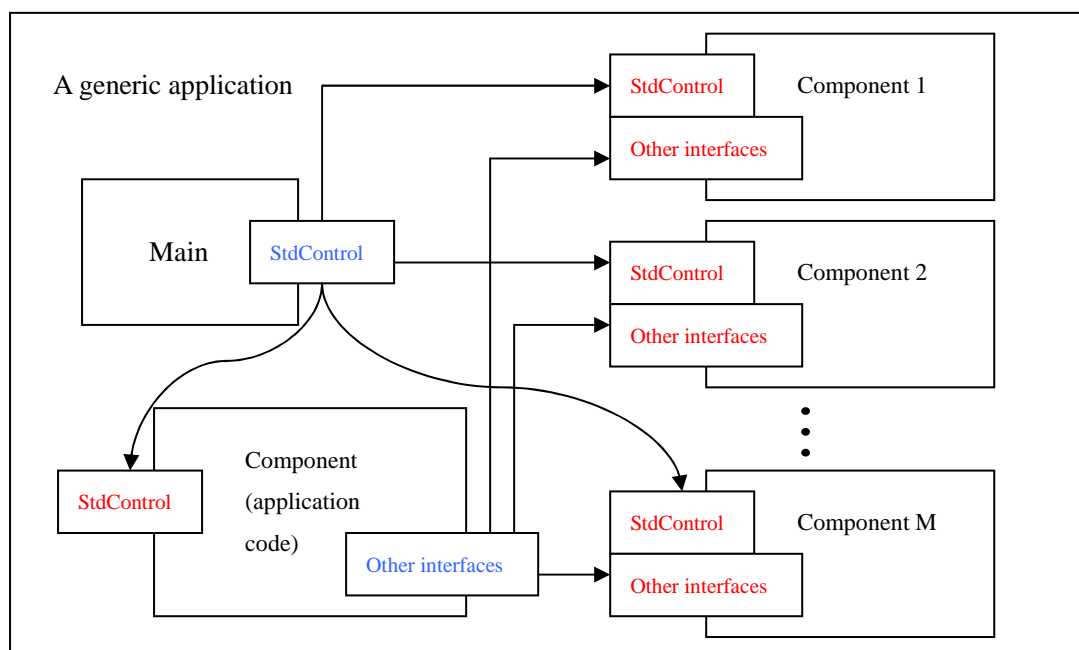 A generic application
StdControl
Component 1
Other interfaces
Main
StdControl
StdControl
Component 2
Other interfaces
Component
(application
code)
StdControl
Other interfaces
StdControl
Component M
Other interfaces